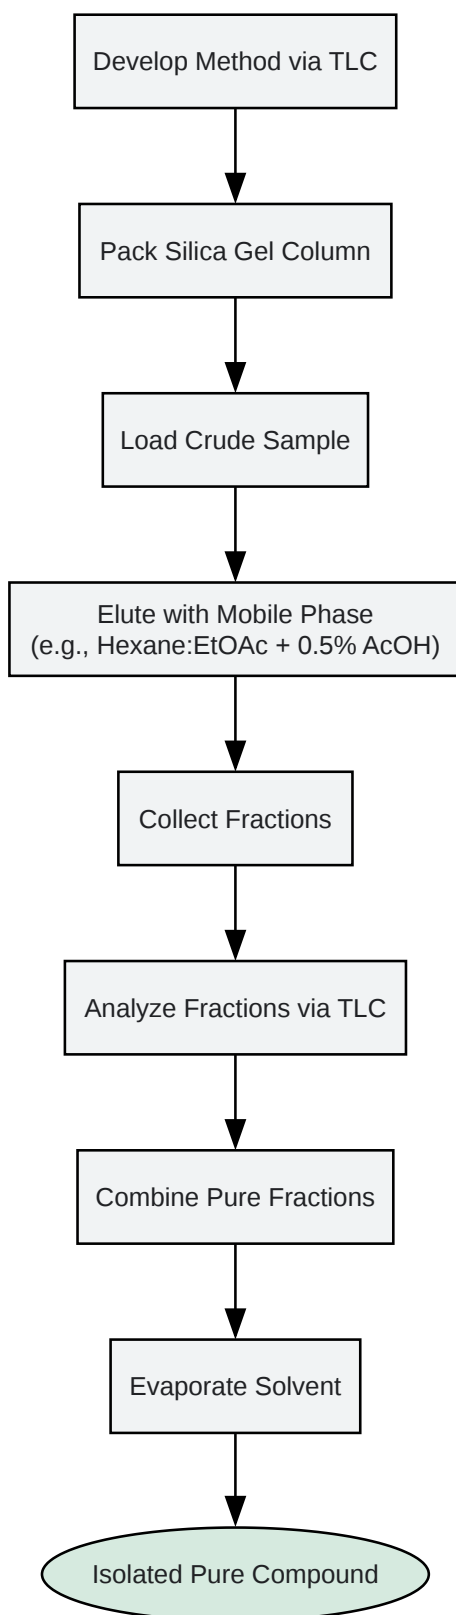 Develop Method via TLC
Pack Silica Gel Column
Load Crude Sample
Elute with Mobile Phase
(e.g., Hexane:EtOAc + 0.5% AcOH)
Collect Fractions
Analyze Fractions via TLC
Combine Pure Fractions
Evaporate Solvent
Isolated Pure Compound